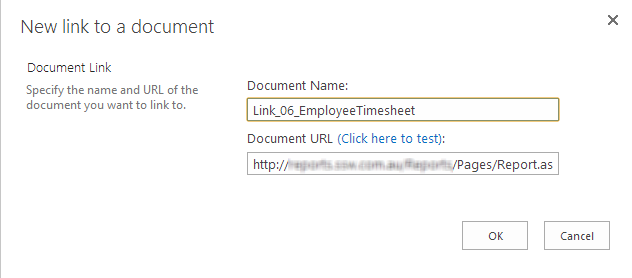 New link to a document
Document Link
Specify the name and URL of the
document you want to link to.
Document Name:
Link_06_EmployeeTimesheet
Document URL (Click here to test):
http:// /Pages/Report.as
OK
Cancel